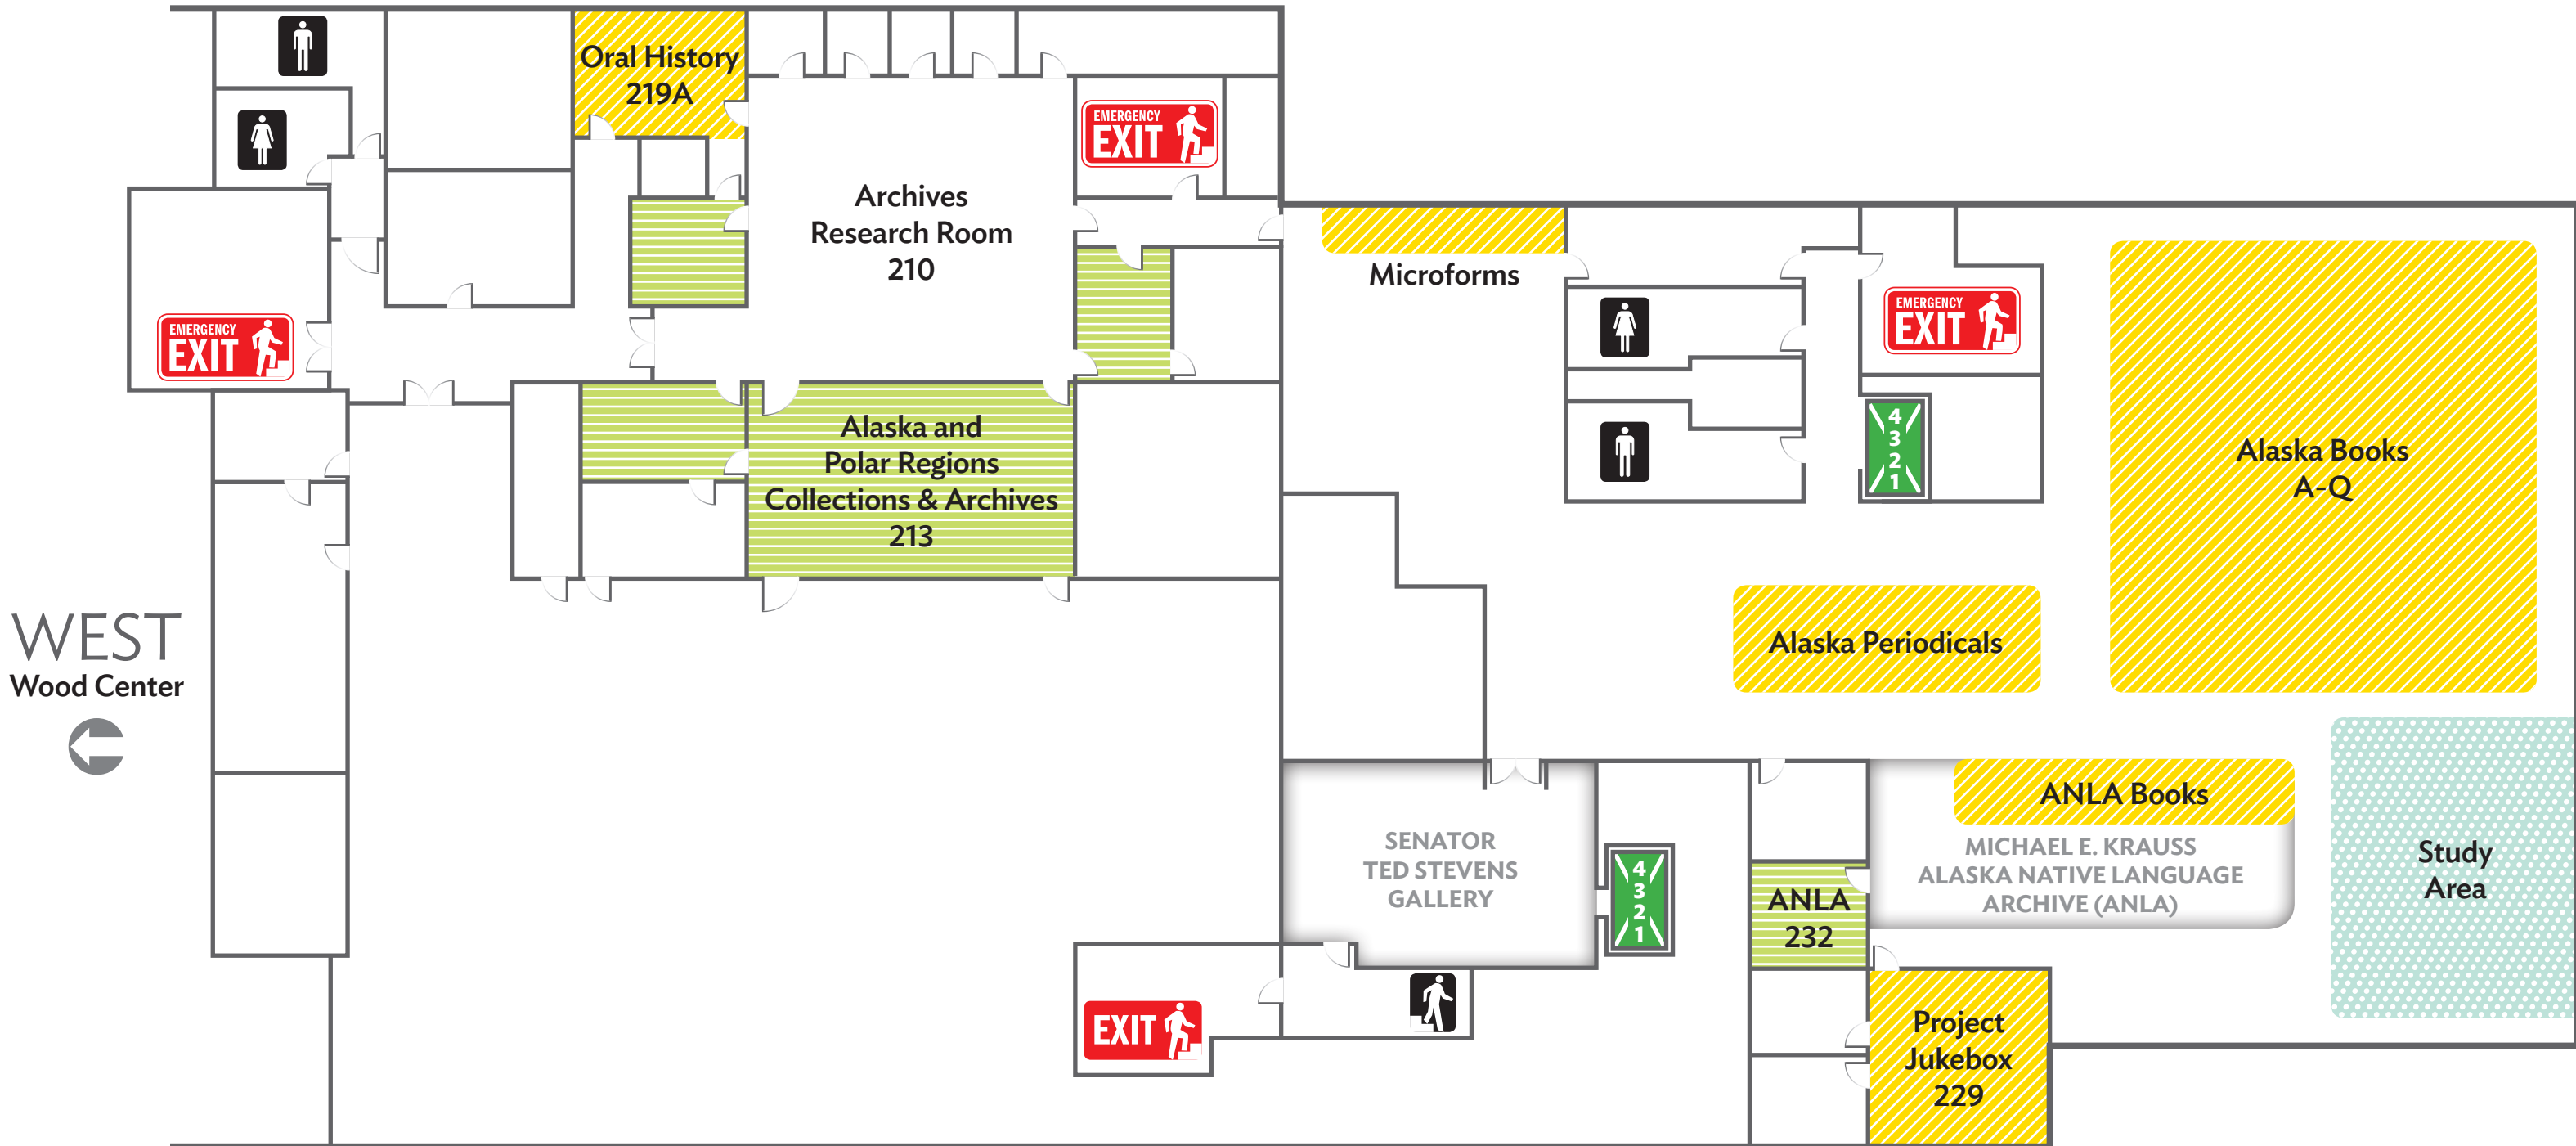 Oral History
219A
EMERGENCY
EXIT
Archives
Research Room
210
Microforms
EMERGENCY
EXIT
EMERGENCY
EXIT
4
3
2
1
Alaska Books
A-Q
Alaska and
Polar Regions
Collections & Archives
213
WEST
Wood Center
Alaska Periodicals
ANLA Books
SENATOR
TED STEVENS
GALLERY
4
3
2
1
MICHAEL E. KRAUSS
ALASKA NATIVE LANGUAGE
ARCHIVE (ANLA)
Study
Area
ANLA
232
EXIT
Project
Jukebox
229